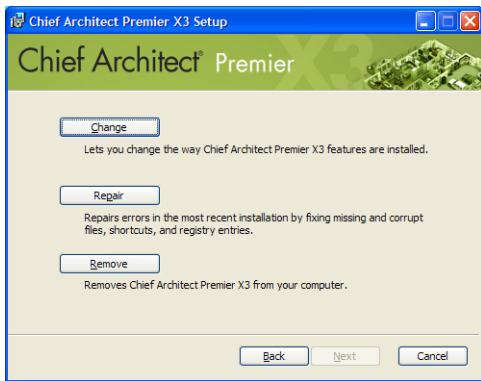 Chief Architect Premier X3 Setup
Chief Architect® Premier
X3
Change
Lets you change the way Chief Architect Premier X3 features are installed.
Repair
Repairs errors in the most recent installation by fixing missing and corrupt
files, shortcuts, and registry entries.
Remove
Removes Chief Architect Premier X3 from your computer.
Back
Next
Cancel